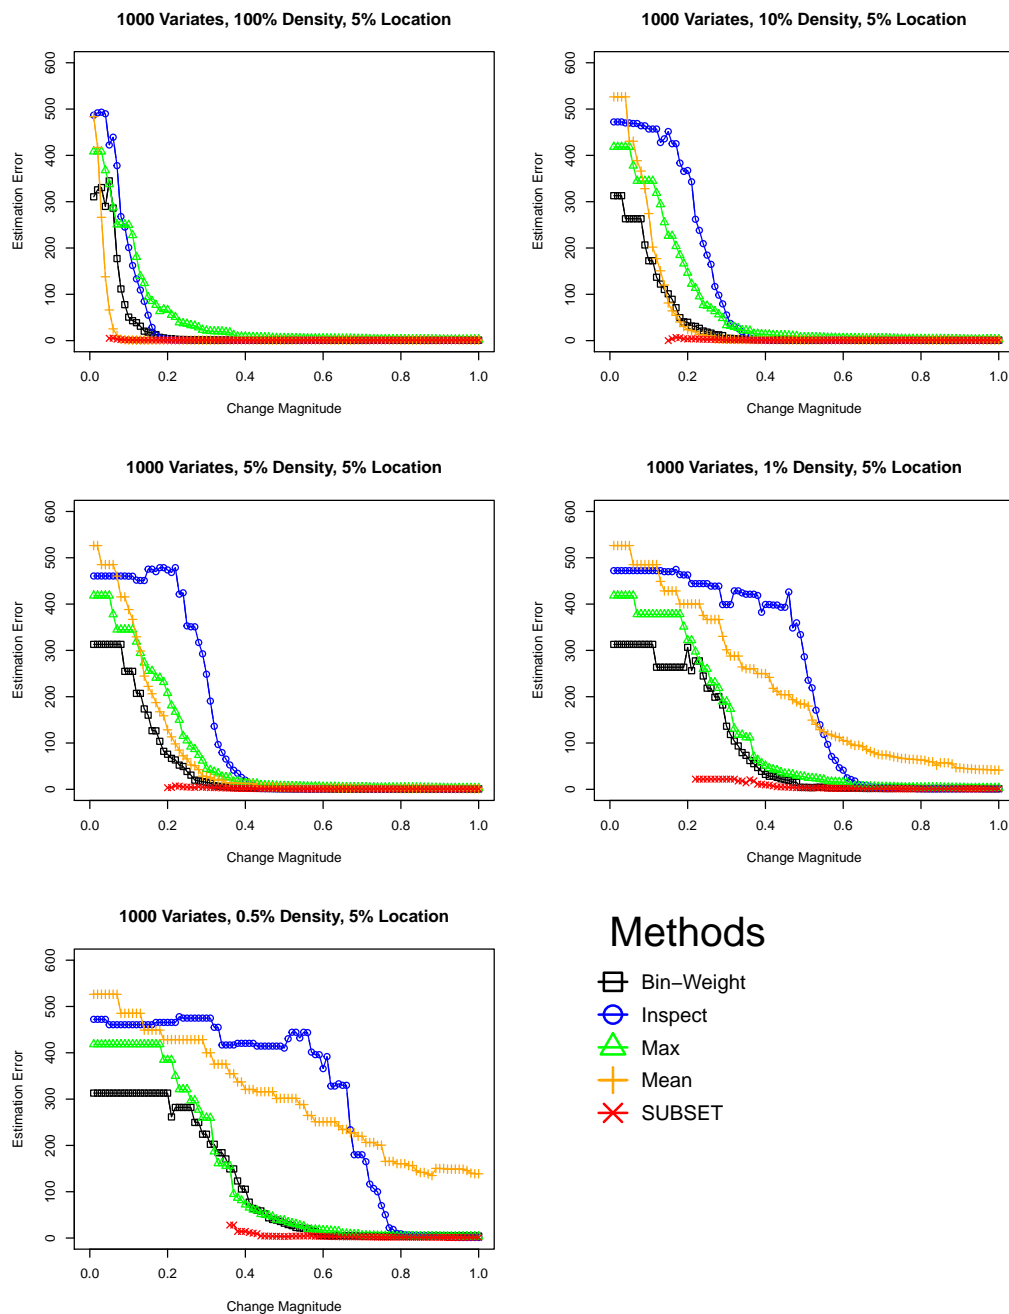 1000 Variates, 100% Density, 5% Location
Estimation Error
600
500
400
300
200
100
0
0.0 0.2 0.4 0.6 0.8 1.0
Change Magnitude
1000 Variates, 10% Density, 5% Location
Estimation Error
600
500
400
300
200
100
0
0.0 0.2 0.4 0.6 0.8 1.0
Change Magnitude
1000 Variates, 5% Density, 5% Location
Estimation Error
600
500
400
300
200
100
0
0.0 0.2 0.4 0.6 0.8 1.0
Change Magnitude
1000 Variates, 1% Density, 5% Location
Estimation Error
600
500
400
300
200
100
0
0.0 0.2 0.4 0.6 0.8 1.0
Change Magnitude
1000 Variates, 0.5% Density, 5% Location
Estimation Error
600
500
400
300
200
100
0
0.0 0.2 0.4 0.6 0.8 1.0
Change Magnitude
Methods
Bin−Weight
Inspect
Max
Mean
SUBSET